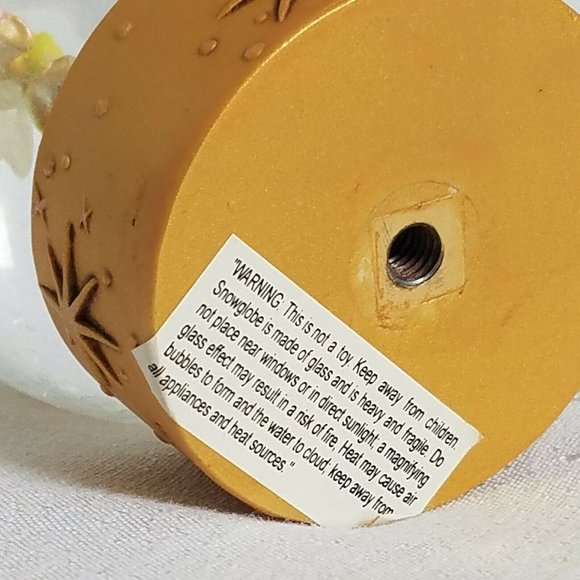 "WARNING. This is not a toy. Keep away from children.
Snowglobe is made of glass and is heavy and fragile. Do
not place near windows or in direct sunlight, a magnifying
glass effect may result in a risk of fire. Heat may cause air
bubbles to form and the water to cloud; keep away from
all appliances and heat sources."